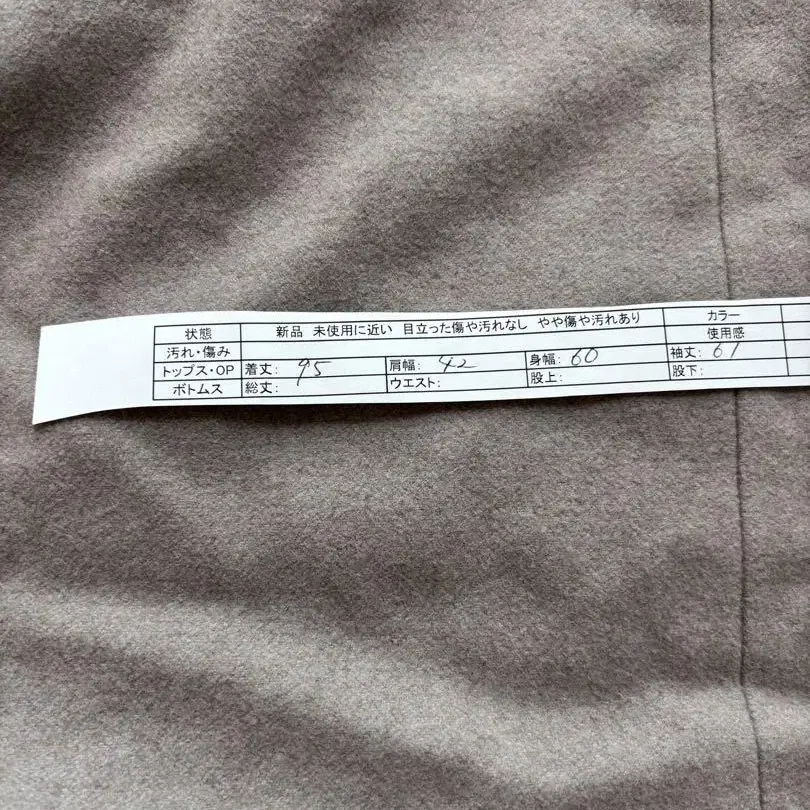 状態 新品 未使用に近い 目立った傷や汚れなし やや傷や汚れあり カラー
汚れ・傷み 使用感
トップス・OP 着丈: 95 肩幅: 42 身幅: 60 袖丈: 61
ボトムス 総丈: ウエスト: 股上: 股下: